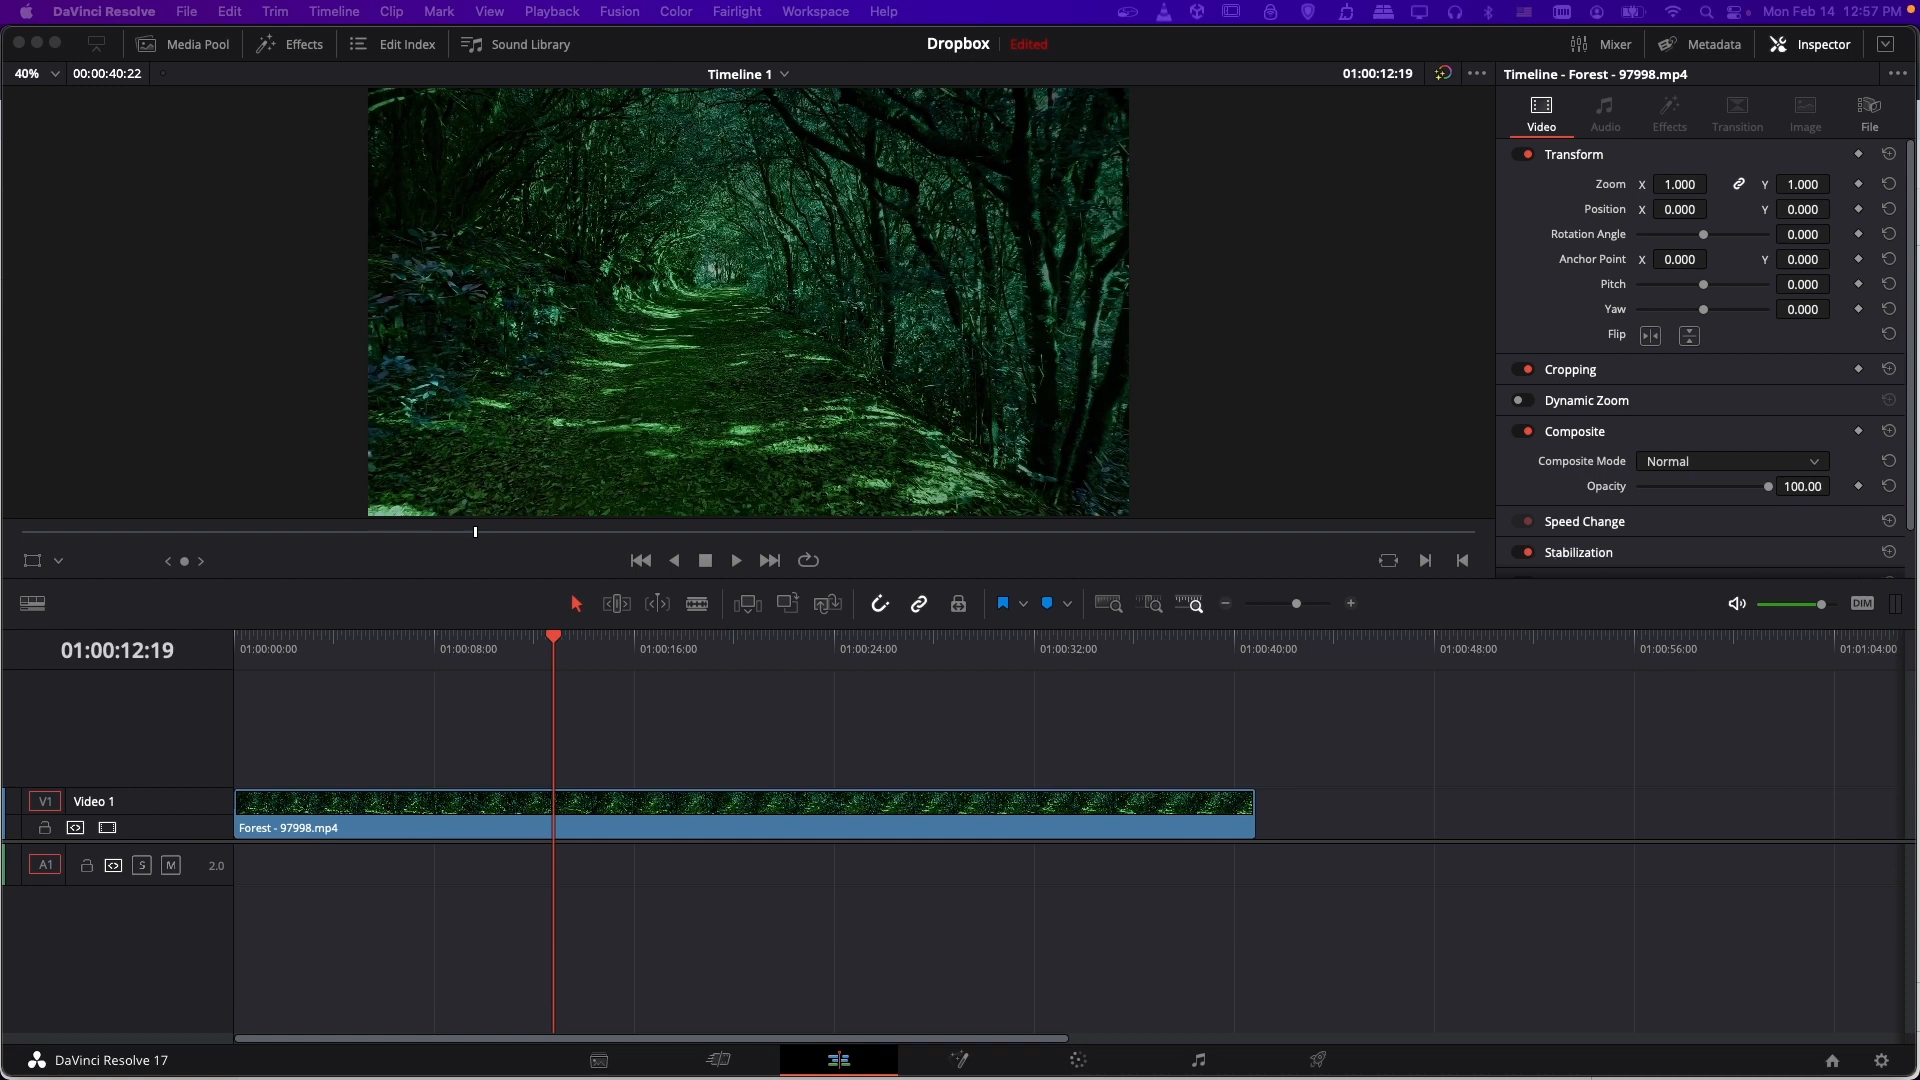 DaVinci Resolve File Edit Trim Timeline Clip Mark View Playback Fusion Color Fairlight Workspace Help Mon Feb 14 12:57 PM
Media Pool Effects Edit Index Sound Library Dropbox Edited Mixer Metadata Inspector
40% 00:00:40:22 Timeline 1 01:00:12:19 Timeline - Forest - 97998.mp4
Video Audio Effects Transition Image File
Transform
Zoom X 1.000 Y 1.000
Position X 0.000 Y 0.000
Rotation Angle 0.000
Anchor Point X 0.000 Y 0.000
Pitch 0.000
Yaw 0.000
Flip
Cropping
Dynamic Zoom
Composite
Composite Mode Normal
Opacity 100.00
Speed Change
Stabilization
DIM
01:00:12:19 01:00:00:00 01:00:08:00 01:00:16:00 01:00:24:00 01:00:32:00 01:00:40:00 01:00:48:00 01:00:56:00 01:01:04:00
V1 Video 1
Forest - 97998.mp4
A1 S M 2.0
DaVinci Resolve 17